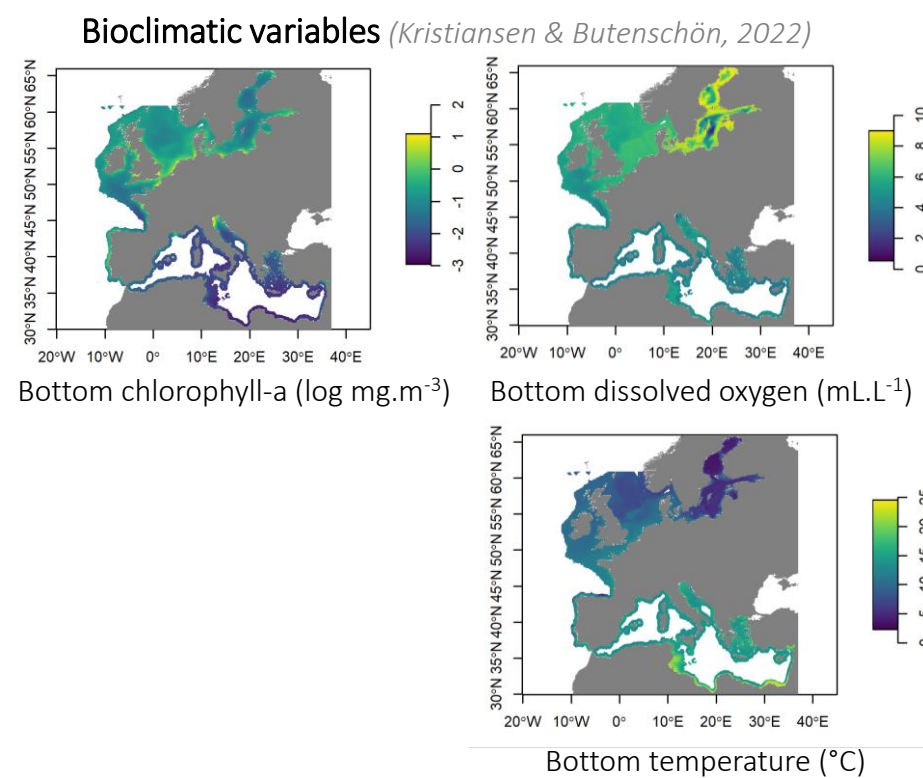 Bioclimatic variables (Kristiansen & Butenschön, 2022)
30°N 35°N 40°N 45°N 50°N 55°N 60°N 65°N
20°W 10°W 0° 10°E 20°E 30°E 40°E
2
1
0
-1
-2
-3
Bottom chlorophyll-a (log mg.m-3)
30°N 35°N 40°N 45°N 50°N 55°N 60°N 65°N
20°W 10°W 0° 10°E 20°E 30°E 40°E
10
8
6
4
2
0
Bottom dissolved oxygen (mL.L-1)
30°N 35°N 40°N 45°N 50°N 55°N 60°N 65°N
20°W 10°W 0° 10°E 20°E 30°E 40°E
Bottom temperature (°C)